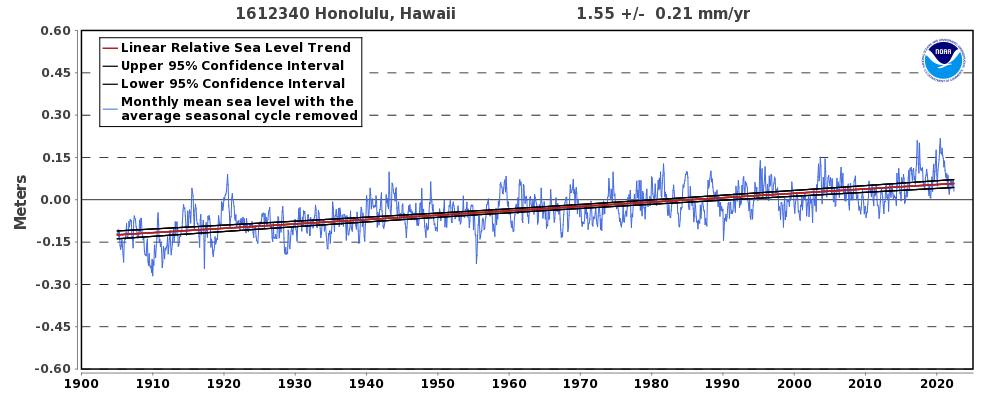 1612340 Honolulu, Hawaii 1.55 +/- 0.21 mm/yr
0.60
0.45
0.30
0.15
0.00
-0.15
-0.30
-0.45
-0.60
Meters
Linear Relative Sea Level Trend
Upper 95% Confidence Interval
Lower 95% Confidence Interval
Monthly mean sea level with the
average seasonal cycle removed
NOAA
1900 1910 1920 1930 1940 1950 1960 1970 1980 1990 2000 2010 2020